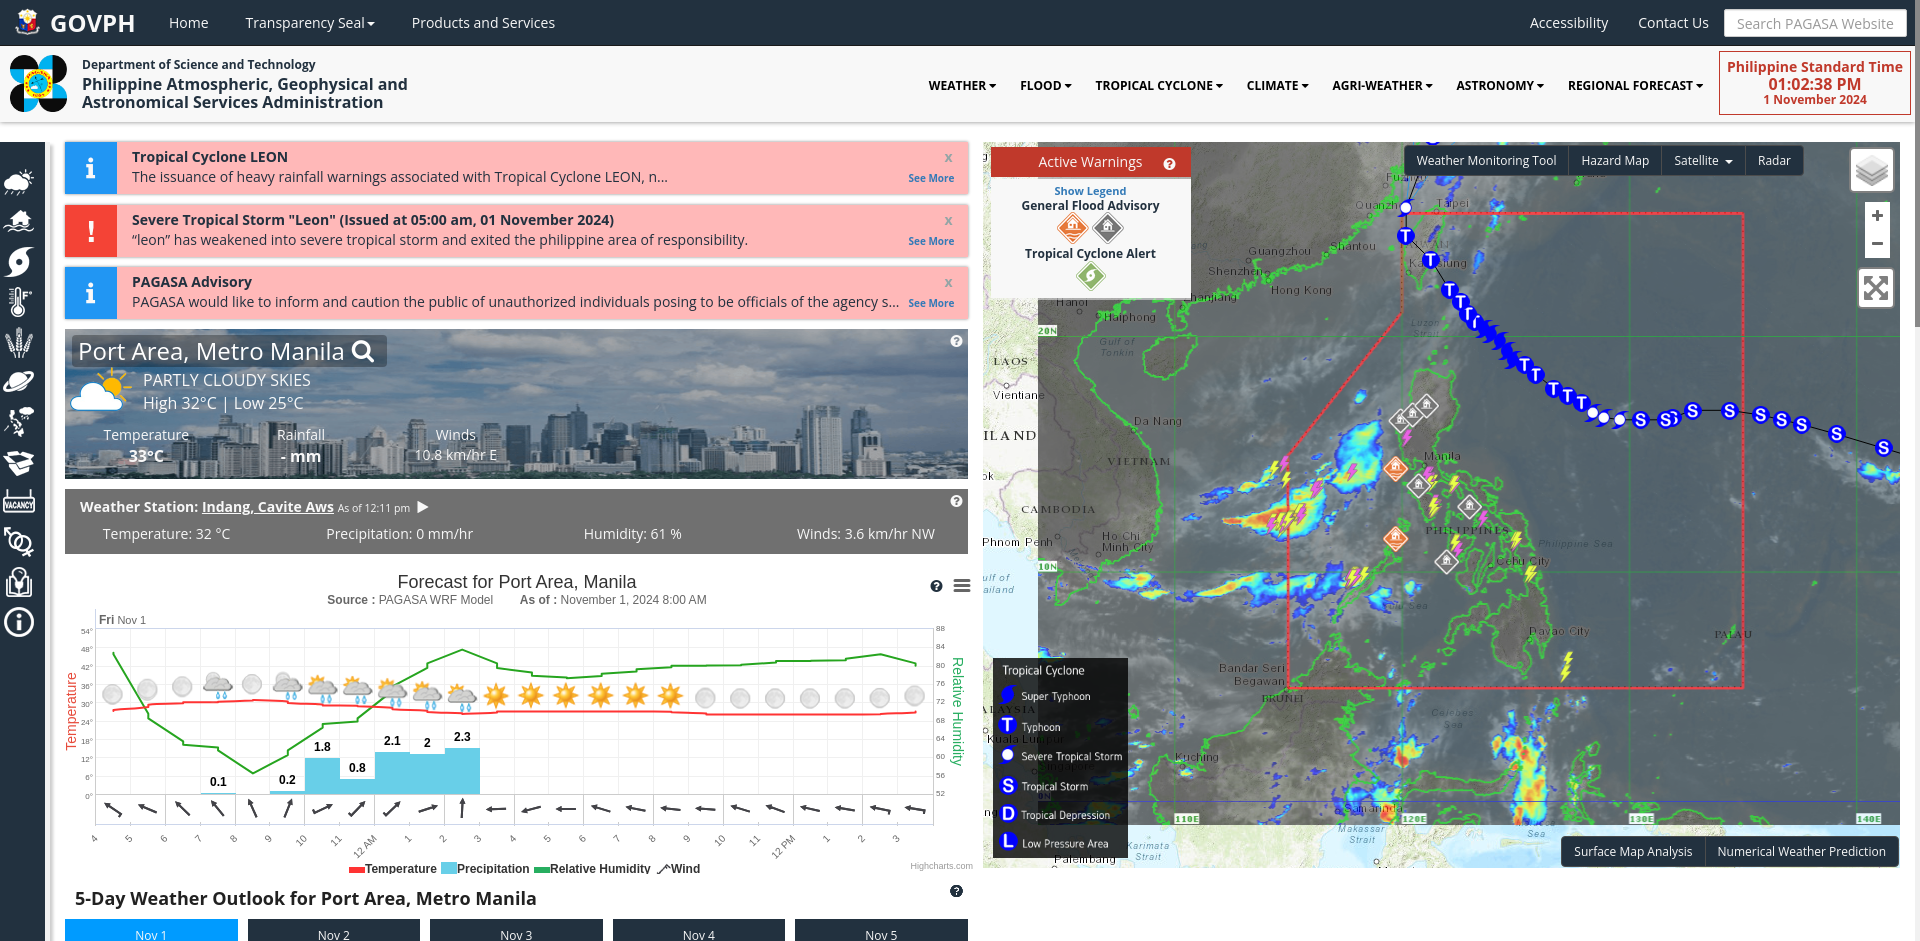 GOVPH
Home
Transparency Seal
Products and Services
Accessibility
Contact Us
Search PAGASA Website
Department of Science and Technology
Philippine Atmospheric, Geophysical and
Astronomical Services Administration
WEATHER
FLOOD
TROPICAL CYCLONE
CLIMATE
AGRI-WEATHER
ASTRONOMY
REGIONAL FORECAST
Philippine Standard Time
01:02:38 PM
1 November 2024
VACANCY
Tropical Cyclone LEON
x
The issuance of heavy rainfall warnings associated with Tropical Cyclone LEON, n...
See More
Severe Tropical Storm "Leon" (Issued at 05:00 am, 01 November 2024)
x
“leon” has weakened into severe tropical storm and exited the philippine area of responsibility.
See More
PAGASA Advisory
x
PAGASA would like to inform and caution the public of unauthorized individuals posing to be officials of the agency s...
See More
Port Area, Metro Manila
PARTLY CLOUDY SKIES
High 32°C | Low 25°C
Temperature
33°C
Rainfall
- mm
Winds
10.8 km/hr E
Weather Station: Indang, Cavite Aws As of 12:11 pm
Temperature: 32 °C
Precipitation: 0 mm/hr
Humidity: 61 %
Winds: 3.6 km/hr NW
Forecast for Port Area, Manila
Source : PAGASA WRF Model As of : November 1, 2024 8:00 AM
Fri Nov 1
54°
48°
42°
36°
30°
24°
18°
12°
6°
0°
Temperature
88
84
80
76
72
68
64
60
56
52
Relative Humidity
0.1
0.2
1.8
0.8
2.1
2
2.3
4 5 6 7 8 9 10 11 12 AM 1 2 3 4 5 6 7 8 9 10 11 12 PM 1 2 3
Temperature Precipitation Relative Humidity Wind
Highcharts.com
5-Day Weather Outlook for Port Area, Metro Manila
Nov 1
Nov 2
Nov 3
Nov 4
Nov 5
Active Warnings
Show Legend
General Flood Advisory
Tropical Cyclone Alert
Weather Monitoring Tool
Hazard Map
Satellite
Radar
+
−
Taipei
Quanzh
Guangzhou
Shantou
Shenzhen
Hong Kong
Hanoi
Zhanjiang
Haiphong
Gulf of
Tonkin
Luzon
Strait
20N
LAOS
Vientiane
Da Nang
ILAND
VIETNAM
Manila
ok
CAMBODIA
Phnom Penh
Ho Chi
Minh City
PHILIPPINES
Philippine Sea
Cebu City
10N
ulf of
ailand
Sulu Sea
Davao City
PALAU
Bandar Seri
Begawan
BRUNEI
Celebes
Sea
Kuala Lumpur
Kuching
Samarinda
110E
120E
130E
140E
Makassar
Strait
Karimata
Strait
Sea
Palembang
Tropical Cyclone
Super Typhoon
T Typhoon
Severe Tropical Storm
S Tropical Storm
D Tropical Depression
L Low Pressure Area
Surface Map Analysis
Numerical Weather Prediction